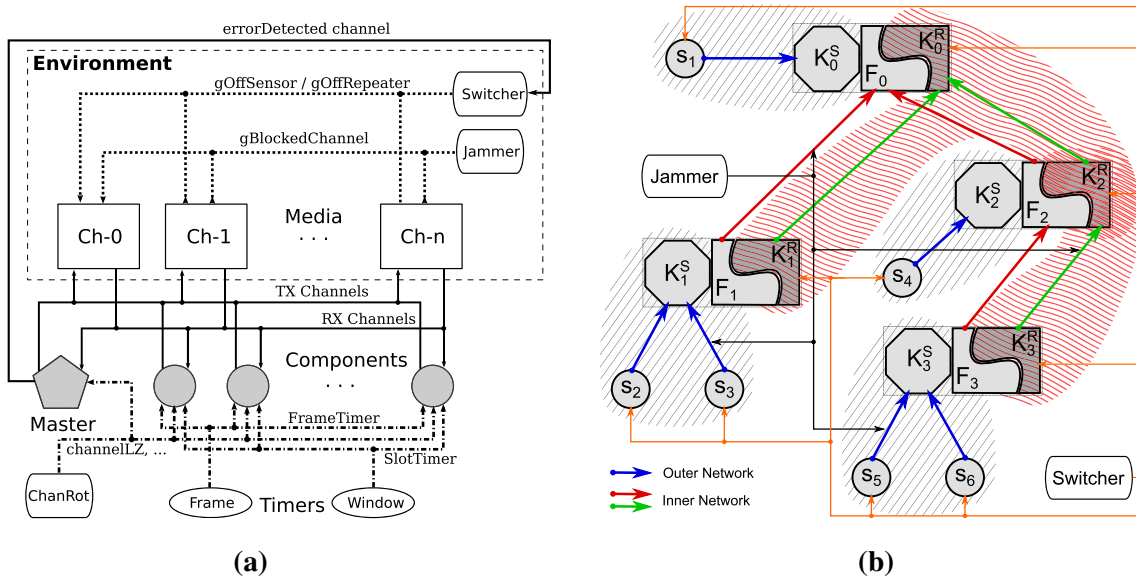 errorDetected channel
Environment
gOffSensor / gOffRepeater
Switcher
gBlockedChannel
Jammer
Media
. . .
Ch-0
Ch-1
Ch-n
TX Channels
RX Channels
Components
. . .
Master
FrameTimer
channelLZ, ...
SlotTimer
ChanRot
Frame
Timers
Window
(a)
s1
K0S
F0
K0R
Jammer
K2S
F2
K2R
K1S
F1
K1R
s4
K3S
F3
K3R
s2
s3
Outer Network
Inner Network
s5
s6
Switcher
(b)